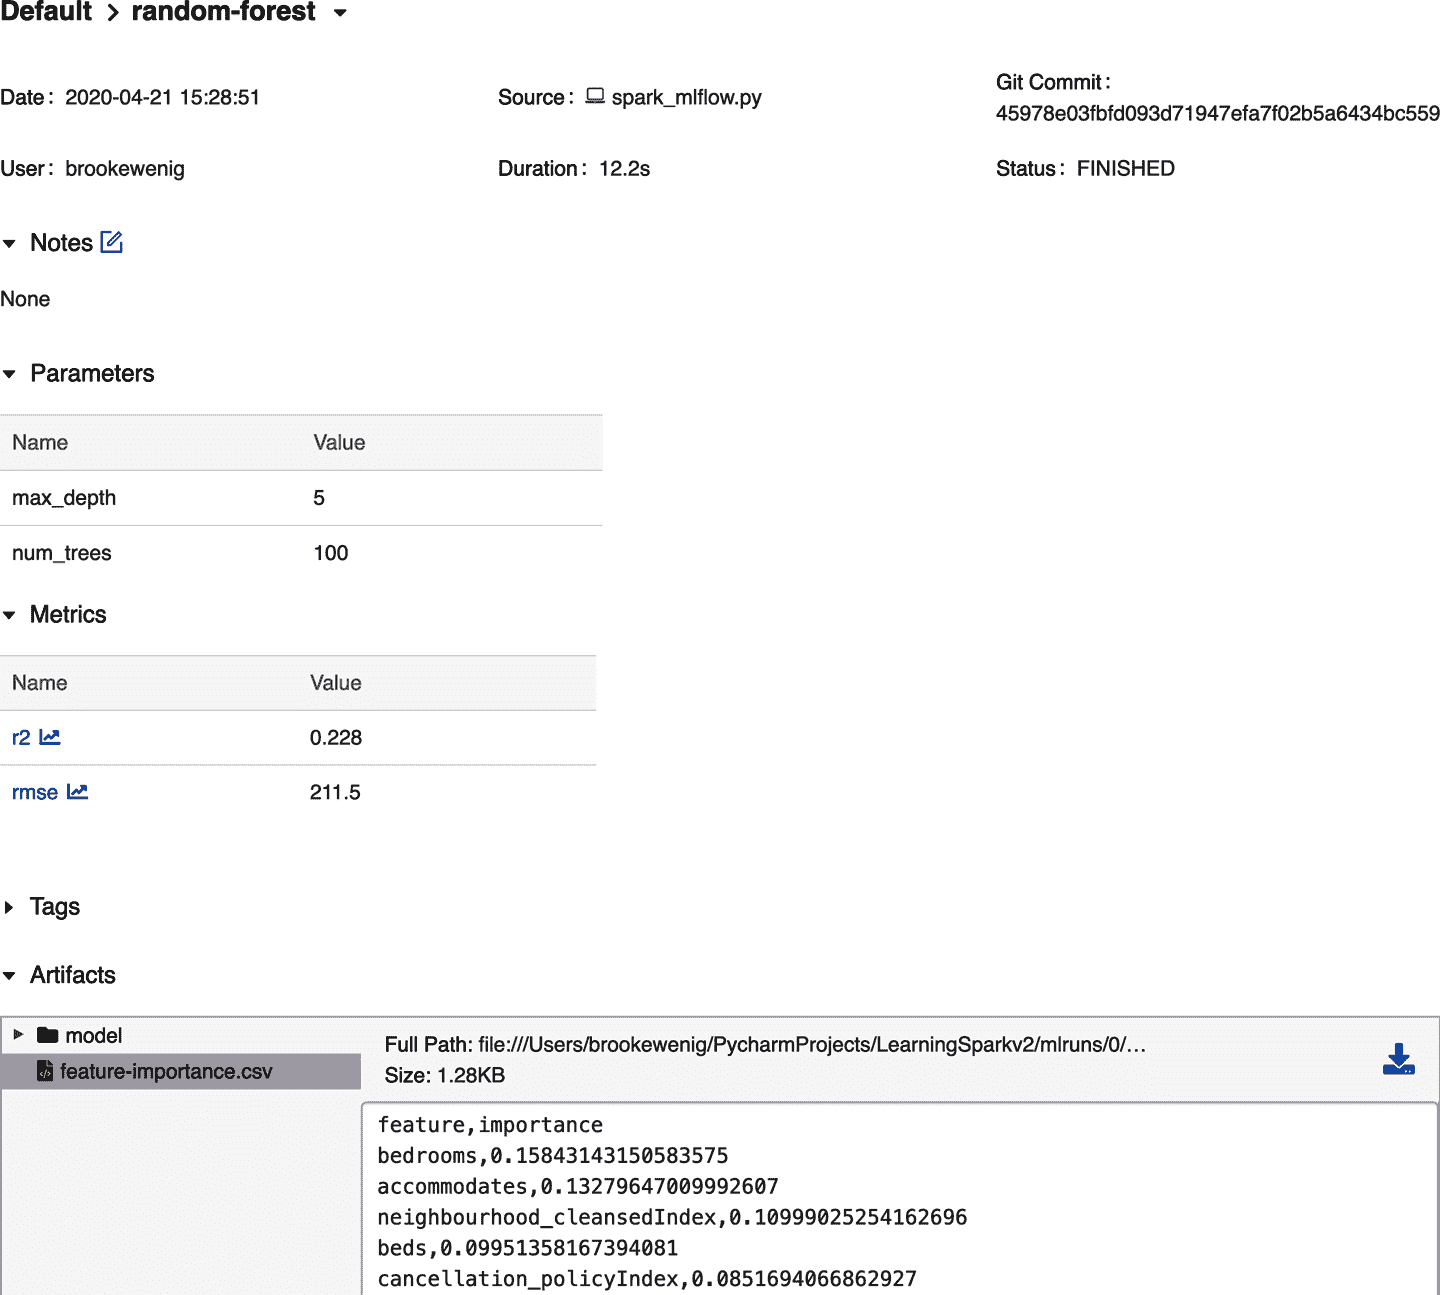 Default > random-forest
Date: 2020-04-21 15:28:51
Source: spark_mlflow.py
Git Commit:
45978e03fbfd093d71947efa7f02b5a6434bc559
User: brookewenig
Duration: 12.2s
Status: FINISHED
Notes
None
Parameters
Name Value
max_depth 5
num_trees 100
Metrics
Name Value
r2 0.228
rmse 211.5
Tags
Artifacts
model
feature-importance.csv
Full Path: file:///Users/brookewenig/PycharmProjects/LearningSparkv2/mlruns/0/...
Size: 1.28KB
feature,importance
bedrooms,0.15843143150583575
accommodates,0.13279647009992607
neighbourhood_cleansedIndex,0.10999025254162696
beds,0.09951358167394081
cancellation_policyIndex,0.0851694066862927